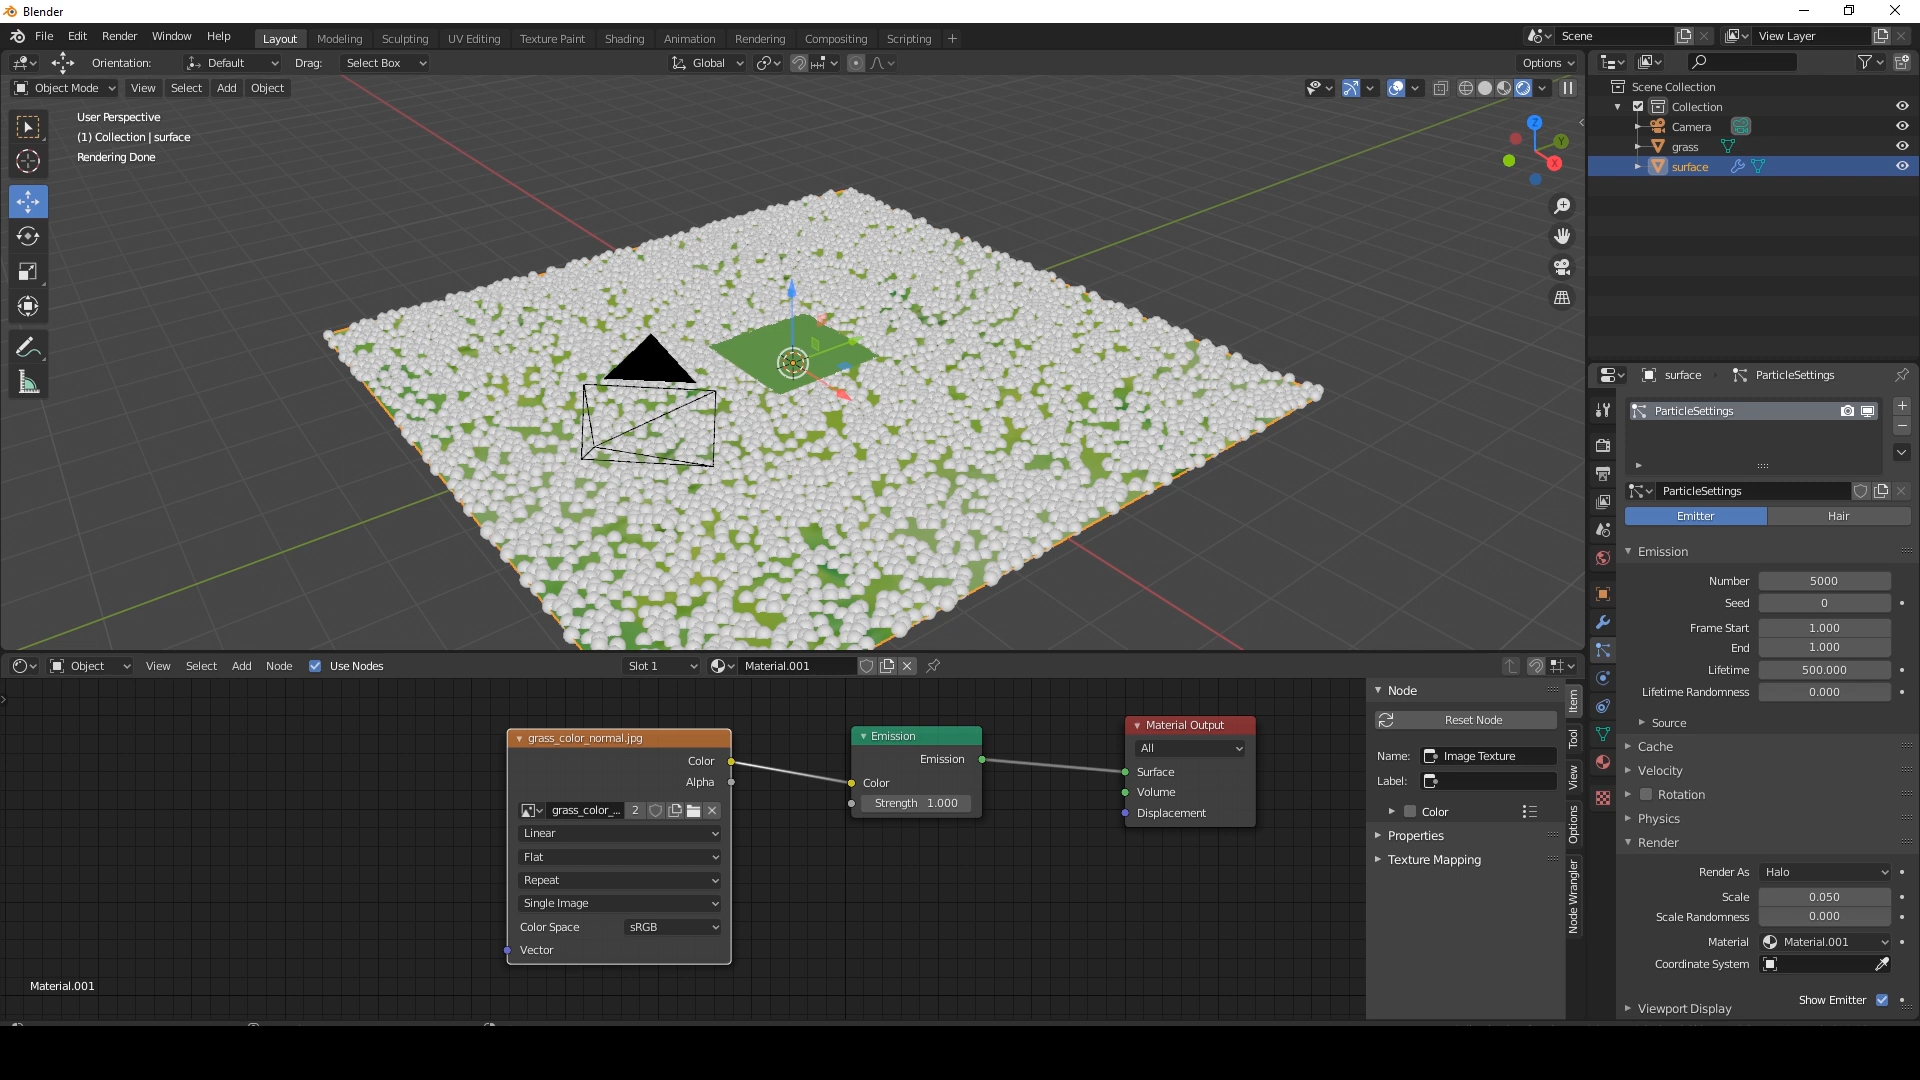 Blender
File Edit Render Window Help
Layout Modeling Sculpting UV Editing Texture Paint Shading Animation Rendering Compositing Scripting +
Scene
View Layer
Orientation: Default Drag: Select Box
Global
Options
Object Mode View Select Add Object
User Perspective
(1) Collection | surface
Rendering Done
Z
Y
X
Scene Collection
Collection
Camera
grass
surface
surface ParticleSettings
ParticleSettings
ParticleSettings
Emitter Hair
Emission
Number 5000
Seed 0
Frame Start 1.000
End 1.000
Lifetime 500.000
Lifetime Randomness 0.000
Source
Cache
Velocity
Rotation
Physics
Render
Render As Halo
Scale 0.050
Scale Randomness 0.000
Material Material.001
Coordinate System
Show Emitter
Viewport Display
Object View Select Add Node Use Nodes Slot 1 Material.001
grass_color_normal.jpg
Color
Alpha
grass_color_... 2
Linear
Flat
Repeat
Single Image
Color Space sRGB
Vector
Emission
Emission
Color
Strength 1.000
Material Output
All
Surface
Volume
Displacement
Node
Reset Node
Name: Image Texture
Label:
Color
Properties
Texture Mapping
Item
Tool
View
Options
Node Wrangler
Material.001